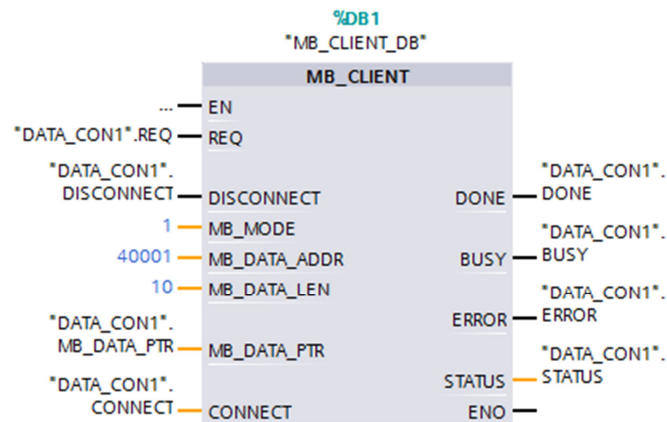 %DB1
"MB_CLIENT_DB"
MB_CLIENT
... EN
"DATA_CON1".REQ REQ
"DATA_CON1".
DISCONNECT DISCONNECT
1 MB_MODE
40001 MB_DATA_ADDR
10 MB_DATA_LEN
"DATA_CON1".
MB_DATA_PTR MB_DATA_PTR
"DATA_CON1".
CONNECT CONNECT
"DATA_CON1".
DONE DONE
"DATA_CON1".
BUSY BUSY
"DATA_CON1".
ERROR ERROR
"DATA_CON1".
STATUS STATUS
ENO